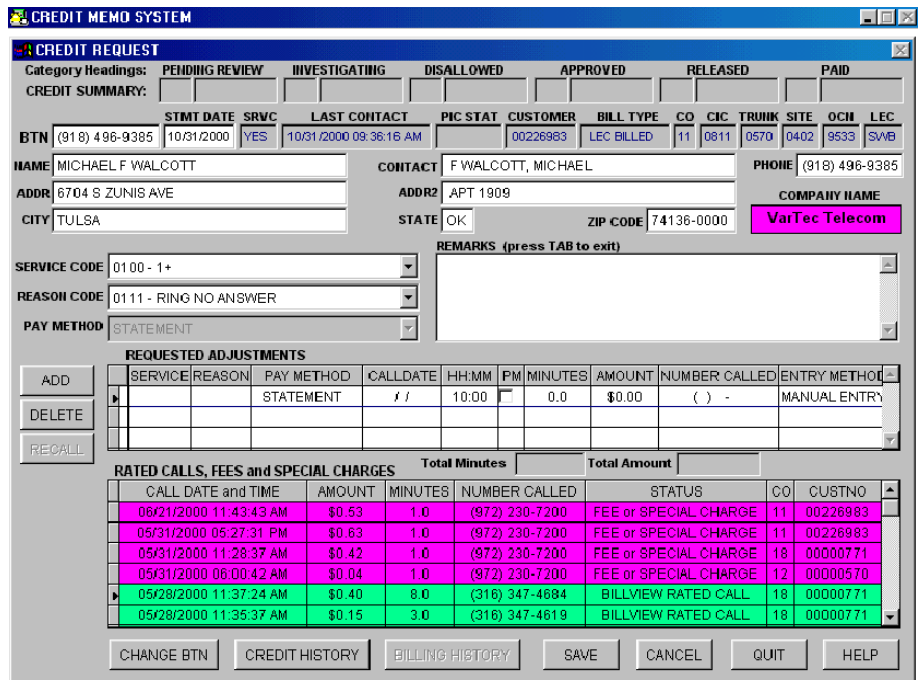 CREDIT MEMO SYSTEM
CREDIT REQUEST
Category Headings: PENDING REVIEW INVESTIGATING DISALLOWED APPROVED RELEASED PAID
CREDIT SUMMARY:
STMT DATE SRVC LAST CONTACT PIC STAT CUSTOMER BILL TYPE CO CIC TRUNK SITE OCN LEC
BTN (918) 496-9385 10/31/2000 YES 10/31/2000 09:36:16 AM 00226983 LEC BILLED 11 0811 0570 0402 9533 SWB
NAME MICHAEL F WALCOTT CONTACT F WALCOTT, MICHAEL PHONE (918) 496-9385
ADDR 6704 S ZUNIS AVE ADDR2 APT 1909 COMPANY NAME
CITY TULSA STATE OK ZIP CODE 74136-0000 VarTec Telecom
REMARKS (press TAB to exit)
SERVICE CODE 0100 - 1+
REASON CODE 0111 - RING NO ANSWER
PAY METHOD STATEMENT
REQUESTED ADJUSTMENTS
ADD SERVICE REASON PAY METHOD CALLDATE HH:MM PM MINUTES AMOUNT NUMBER CALLED ENTRY METHOD
STATEMENT / / 10:00 0.0 $0.00 ( ) - MANUAL ENTRY
DELETE
RECALL
RATED CALLS, FEES and SPECIAL CHARGES Total Minutes Total Amount
CALL DATE and TIME AMOUNT MINUTES NUMBER CALLED STATUS CO CUSTNO
06/21/2000 11:43:43 AM $0.53 1.0 (972) 230-7200 FEE or SPECIAL CHARGE 11 00226983
05/31/2000 05:27:31 PM $0.63 1.0 (972) 230-7200 FEE or SPECIAL CHARGE 11 00226983
05/31/2000 11:28:37 AM $0.42 1.0 (972) 230-7200 FEE or SPECIAL CHARGE 18 00000771
05/31/2000 06:00:42 AM $0.04 1.0 (972) 230-7200 FEE or SPECIAL CHARGE 12 00000570
05/28/2000 11:37:24 AM $0.40 8.0 (316) 347-4684 BILLVIEW RATED CALL 18 00000771
05/28/2000 11:35:37 AM $0.15 3.0 (316) 347-4619 BILLVIEW RATED CALL 18 00000771
CHANGE BTN CREDIT HISTORY BILLING HISTORY SAVE CANCEL QUIT HELP